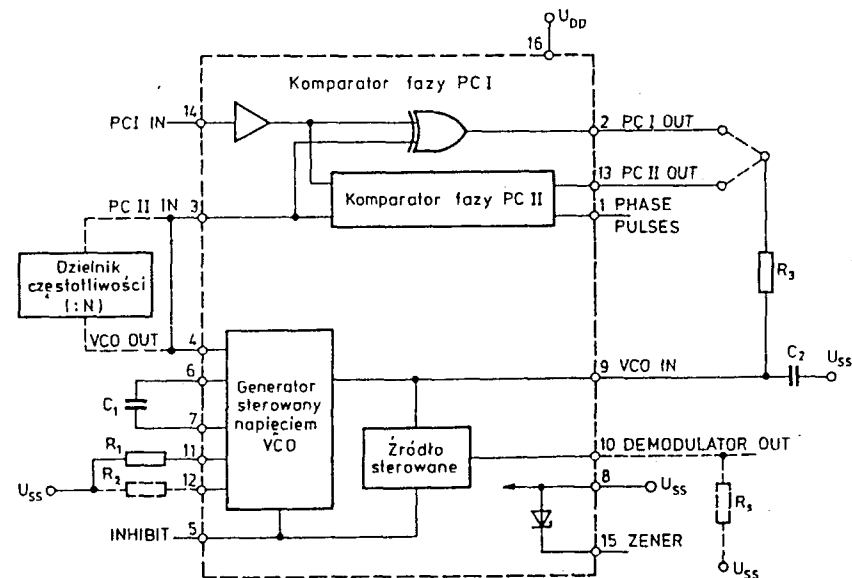 U_DD
16
Komparator fazy PC I
PCI IN
14
2 PC I OUT
13 PC II OUT
Komparator fazy PC II
PC II IN
3
1 PHASE
PULSES
Dzielnik
częstotliwości
(:N)
R3
VCO OUT
4
6
9 VCO IN
C2
U_SS
Generator
sterowany
napięciem
VCO
C1
7
Źródło
sterowane
10 DEMODULATOR OUT
R1
11
R2
12
U_SS
8
U_SS
Rs
INHIBIT
5
15 ZENER
U_SS